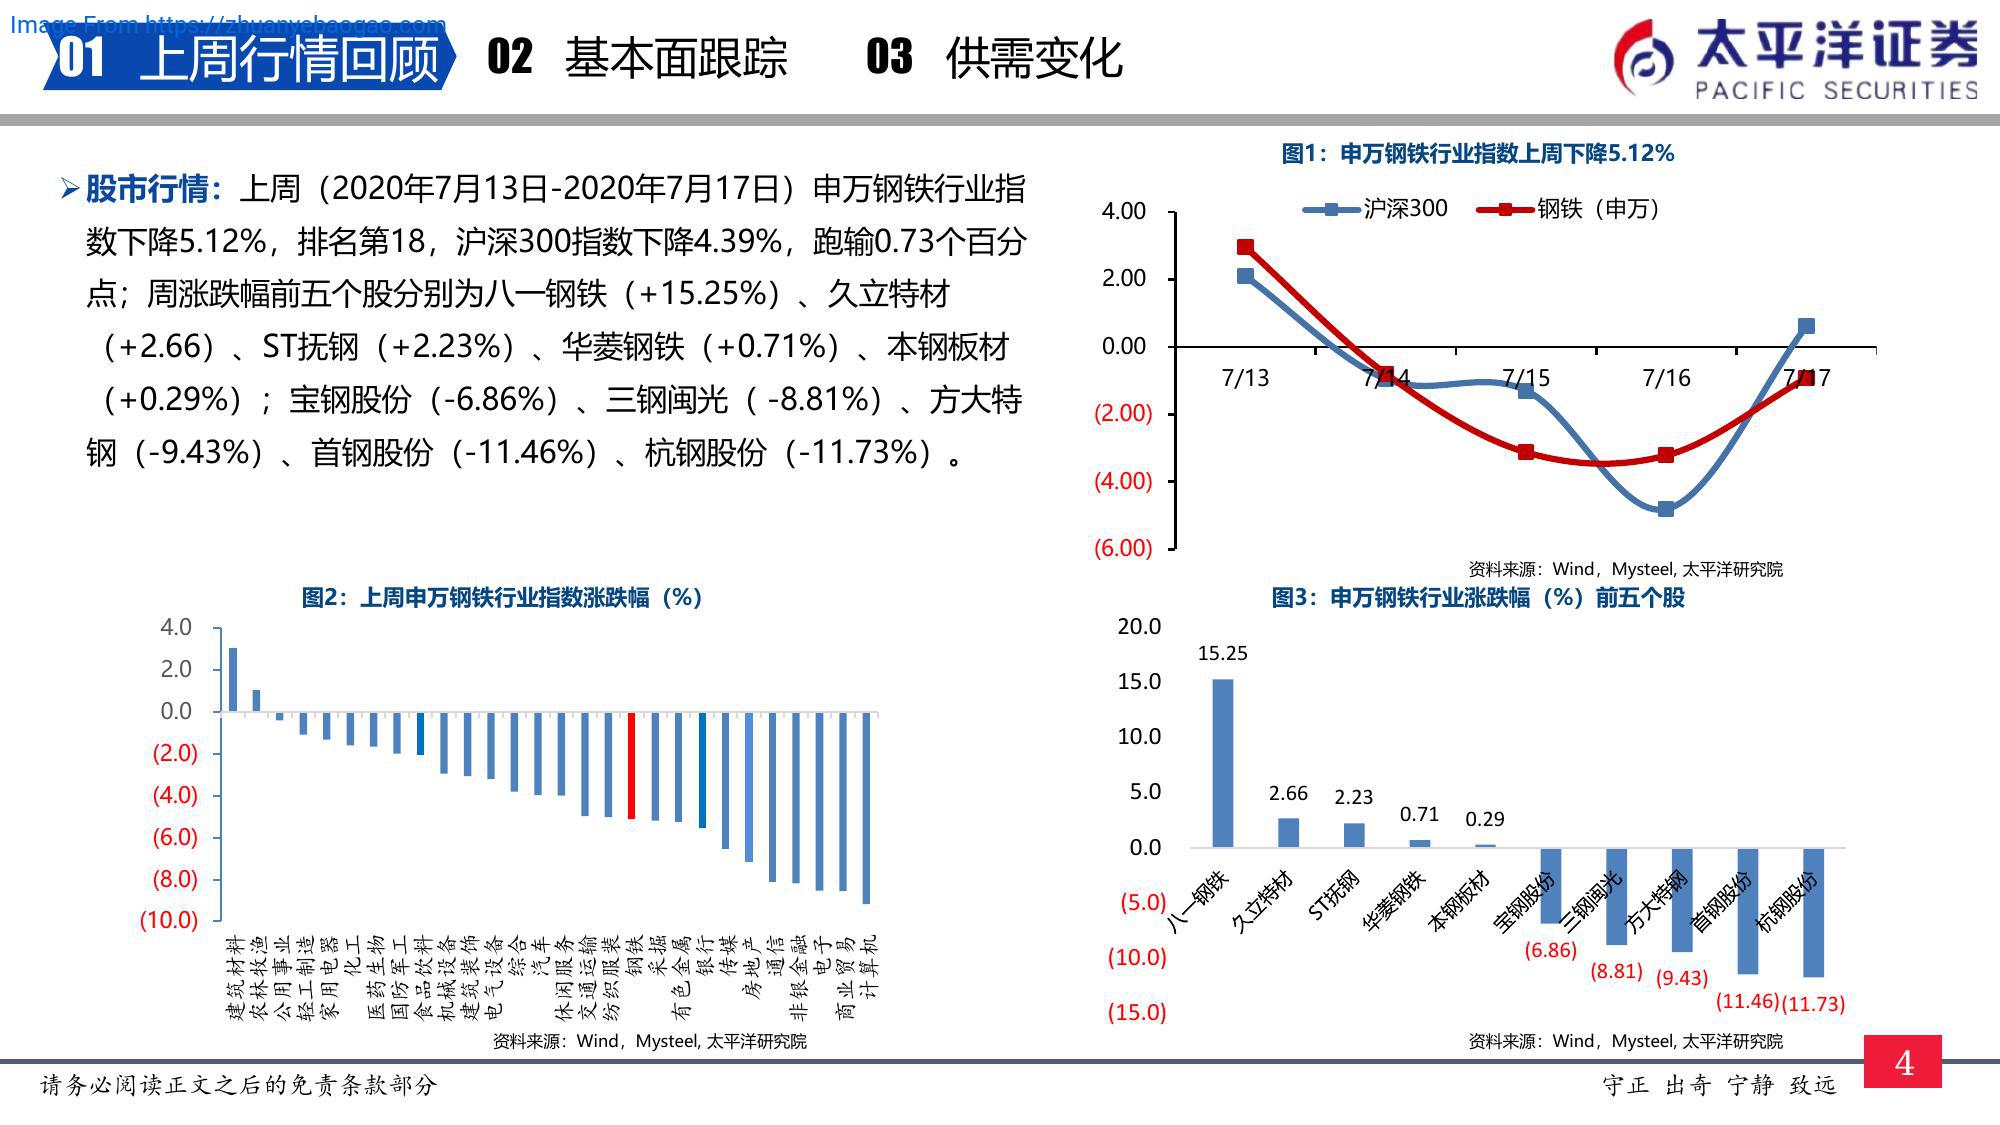 Image From https://zhuanyebaogao.com
01 上周行情回顾 02 基本面跟踪 03 供需变化
太平洋证券
PACIFIC SECURITIES
➢股市行情：上周（2020年7月13日-2020年7月17日）申万钢铁行业指
数下降5.12%，排名第18，沪深300指数下降4.39%，跑输0.73个百分
点；周涨跌幅前五个股分别为八一钢铁（+15.25%）、久立特材
（+2.66）、ST抚钢（+2.23%）、华菱钢铁（+0.71%）、本钢板材
（+0.29%）；宝钢股份（-6.86%）、三钢闽光（ -8.81%）、方大特
钢（-9.43%）、首钢股份（-11.46%）、杭钢股份（-11.73%）。
图1：申万钢铁行业指数上周下降5.12%
沪深300 钢铁（申万）
4.00
2.00
0.00
(2.00)
(4.00)
(6.00)
7/13 7/14 7/15 7/16 7/17
资料来源：Wind，Mysteel, 太平洋研究院
图2：上周申万钢铁行业指数涨跌幅（%）
4.0
2.0
0.0
(2.0)
(4.0)
(6.0)
(8.0)
(10.0)
建筑材料
农林牧渔
公用事业
轻工制造
家用电器
化工
医药生物
国防军工
食品饮料
机械设备
建筑装饰
电气设备
综合
汽车
休闲服务
交通运输
纺织服装
钢铁
采掘
有色金属
银行
传媒
房地产
通信
非银金融
电子
商业贸易
计算机
资料来源：Wind，Mysteel, 太平洋研究院
图3：申万钢铁行业涨跌幅（%）前五个股
20.0
15.0
10.0
5.0
0.0
(5.0)
(10.0)
(15.0)
15.25
2.66
2.23
0.71
0.29
(6.86)
(8.81)
(9.43)
(11.46)
(11.73)
八一钢铁
久立特材
ST抚钢
华菱钢铁
本钢板材
宝钢股份
三钢闽光
方大特钢
首钢股份
杭钢股份
资料来源：Wind，Mysteel, 太平洋研究院
请务必阅读正文之后的免责条款部分
守正 出奇 宁静 致远
4